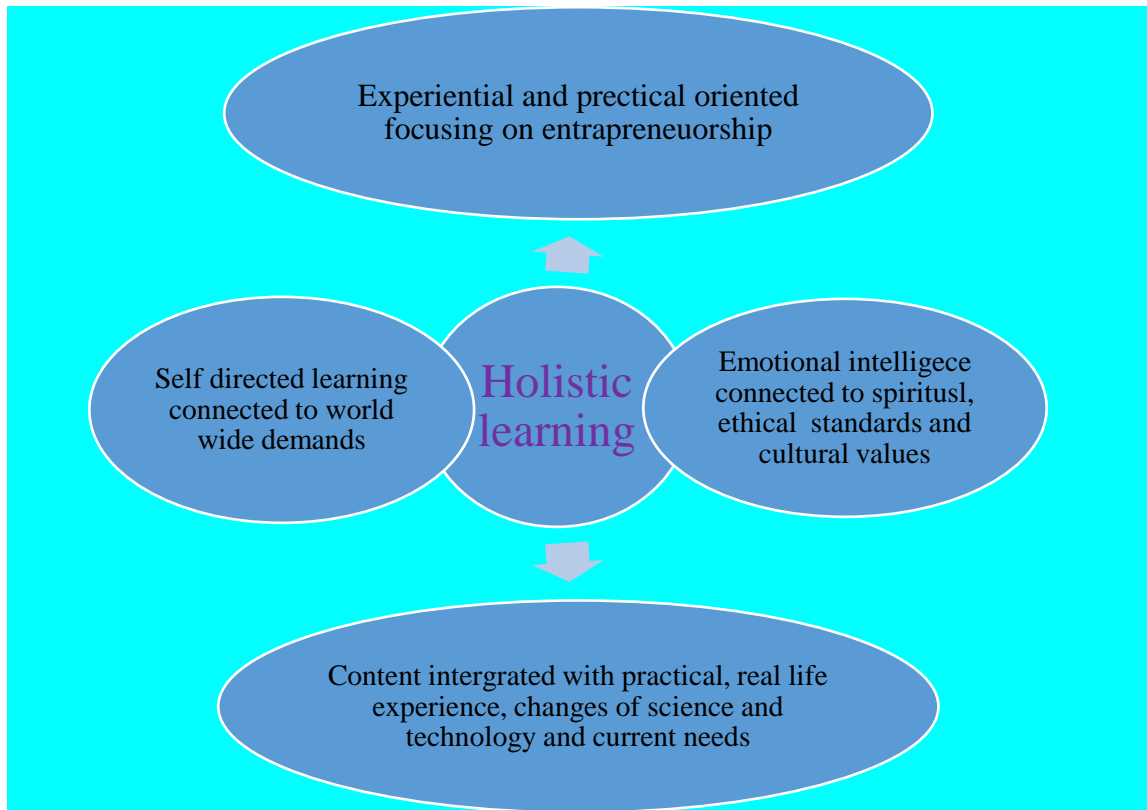 Experiential and prectical oriented
focusing on entrapreneuorship
Self directed learning
connected to world
wide demands
Holistic
learning
Emotional intelligece
connected to spiritusl,
ethical standards and
cultural values
Content intergrated with practical, real life
experience, changes of science and
technology and current needs